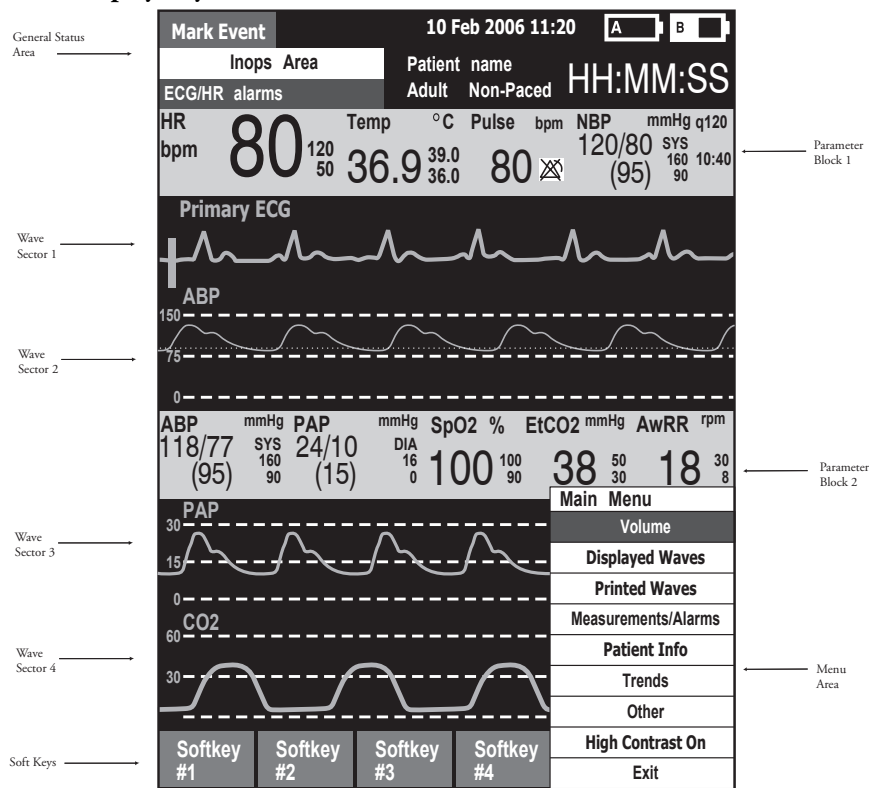 General Status
Area
Mark Event
10 Feb 2006 11:20
A
B
Inops Area
Patient name
HH:MM:SS
ECG/HR alarms
Adult Non-Paced
HR
bpm
80
120
50
Temp °C
36.9
39.0
36.0
Pulse bpm
80
NBP mmHg q120
120/80
(95)
SYS
160
90
10:40
Parameter
Block 1
Primary ECG
Wave
Sector 1
ABP
150
75
0
Wave
Sector 2
ABP mmHg
118/77
(95)
SYS
160
90
PAP mmHg
24/10
(15)
DIA
16
0
SpO2 %
100
100
90
EtCO2 mmHg
38
50
30
AwRR rpm
18
30
8
Parameter
Block 2
PAP
30
15
0
Wave
Sector 3
CO2
60
30
Wave
Sector 4
Main Menu
Volume
Displayed Waves
Printed Waves
Measurements/Alarms
Patient Info
Trends
Other
High Contrast On
Exit
Menu
Area
Soft Keys
Softkey
#1
Softkey
#2
Softkey
#3
Softkey
#4